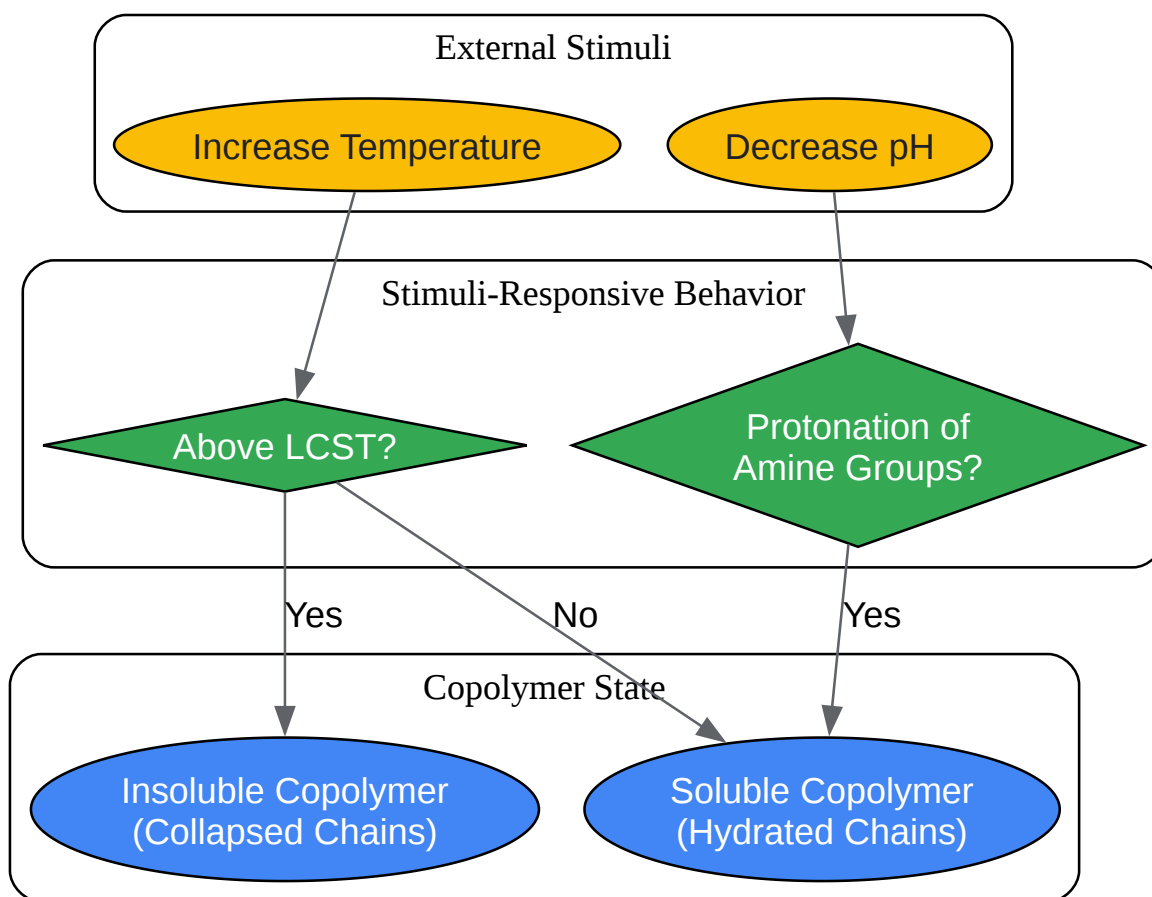 External Stimuli
Increase Temperature
Decrease pH
Stimuli-Responsive Behavior
Above LCST?
Protonation of
Amine Groups?
Yes
No
Yes
Copolymer State
Insoluble Copolymer
(Collapsed Chains)
Soluble Copolymer
(Hydrated Chains)